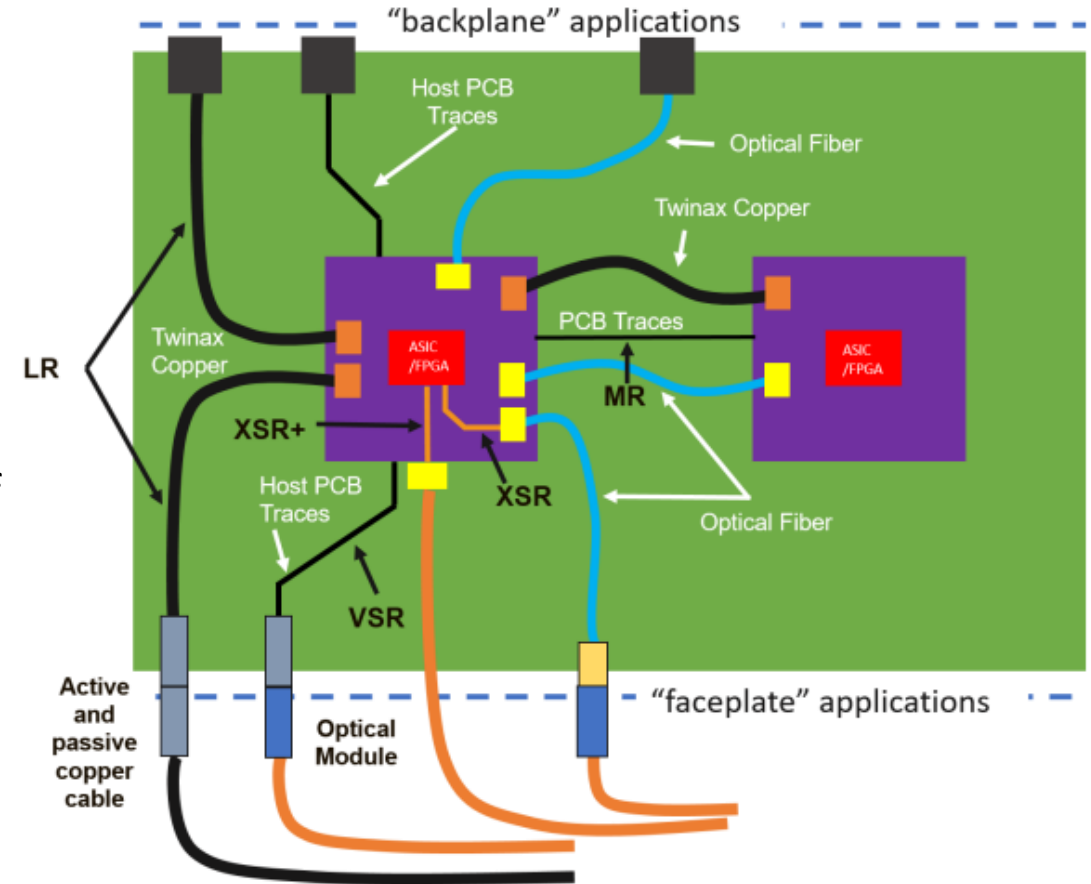 “backplane” applications
Host PCB
Traces
Optical Fiber
Twinax Copper
Twinax
Copper
LR
ASIC
/FPGA
PCB Traces
ASIC
/FPGA
MR
XSR+
XSR
Host PCB
Traces
Optical Fiber
VSR
Active
and
passive
copper
cable
Optical
Module
“faceplate” applications